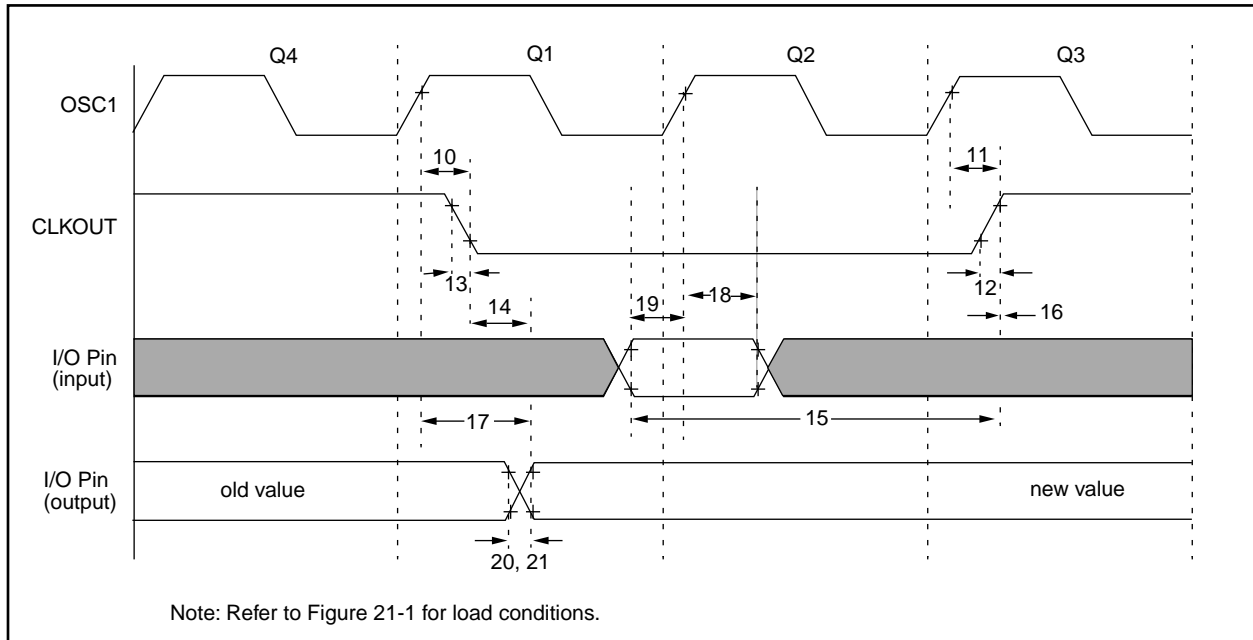 Q4 Q1 Q2 Q3
OSC1
10 11
CLKOUT
13 12
14 19 18 16
I/O Pin
(input)
17 15
I/O Pin
(output)
old value new value
20, 21
Note: Refer to Figure 21-1 for load conditions.